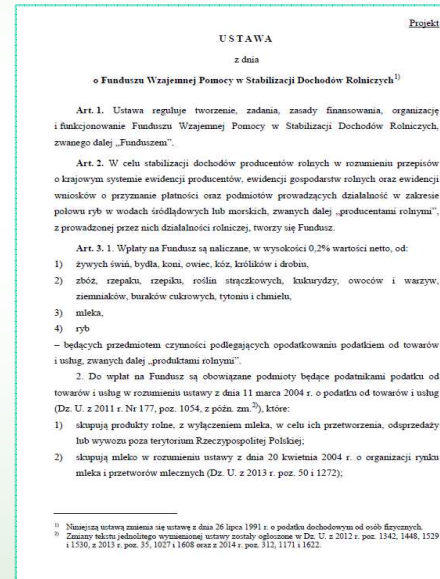 Projekt
U S T A W A
z dnia
o Funduszu Wzajemnej Pomocy w Stabilizacji Dochodów Rolniczych1)
Art. 1. Ustawa reguluje tworzenie, zadania, zasady finansowania, organizację
i funkcjonowanie Funduszu Wzajemnej Pomocy w Stabilizacji Dochodów Rolniczych,
zwanego dalej „Funduszem”.
Art. 2. W celu stabilizacji dochodów producentów rolnych w rozumieniu przepisów
o krajowym systemie ewidencji producentów, ewidencji gospodarstw rolnych oraz ewidencji
wniosków o przyznanie płatności oraz podmiotów prowadzących działalność w zakresie
połowu ryb w wodach śródlądowych lub morskich, zwanych dalej „producentami rolnymi”,
z prowadzonej przez nich działalności rolniczej, tworzy się Fundusz.
Art. 3. 1. Wpłaty na Fundusz są naliczane, w wysokości 0,2% wartości netto, od:
1) żywych świń, bydła, koni, owiec, kóz, królików i drobiu,
2) zbóż, rzepaku, rzepiku, roślin strączkowych, kukurydzy, owoców i warzyw,
ziemniaków, buraków cukrowych, tytoniu i chmielu,
3) mleka,
4) ryb
– będących przedmiotem czynności podlegających opodatkowaniu podatkiem od towarów
i usług, zwanych dalej „produktami rolnymi”.
2. Do wpłat na Fundusz są obowiązane podmioty będące podatnikami podatku od
towarów i usług w rozumieniu ustawy z dnia 11 marca 2004 r. o podatku od towarów i usług
(Dz. U. z 2011 r. Nr 177, poz. 1054, z późn. zm.2)), które:
1) skupują produkty rolne, z wyłączeniem mleka, w celu ich przetworzenia, odsprzedaży
lub wywozu poza terytorium Rzeczypospolitej Polskiej;
2) skupują mleko w rozumieniu ustawy z dnia 20 kwietnia 2004 r. o organizacji rynku
mleka i przetworów mlecznych (Dz. U. z 2013 r. poz. 50 i 1272);
1) Niniejszą ustawą zmienia się ustawę z dnia 26 lipca 1991 r. o podatku dochodowym od osób fizycznych.
2) Zmiany tekstu jednolitego wymienionej ustawy zostały ogłoszone w Dz. U. z 2012 r. poz. 1342, 1448, 1529
i 1530, z 2013 r. poz. 35, 1027 i 1608 oraz z 2014 r. poz. 312, 1171 i 1622.